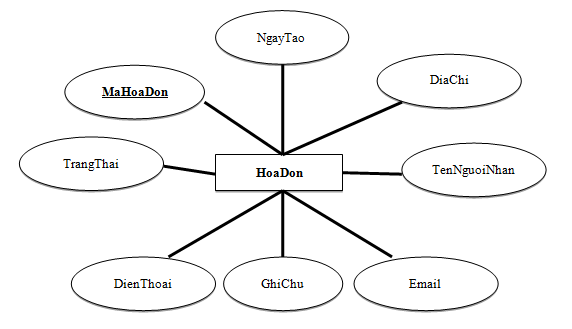 NgayTao
DiaChi
MaHoaDon
TrangThai
HoaDon
TenNguoiNhan
DienThoai
GhiChu
Email